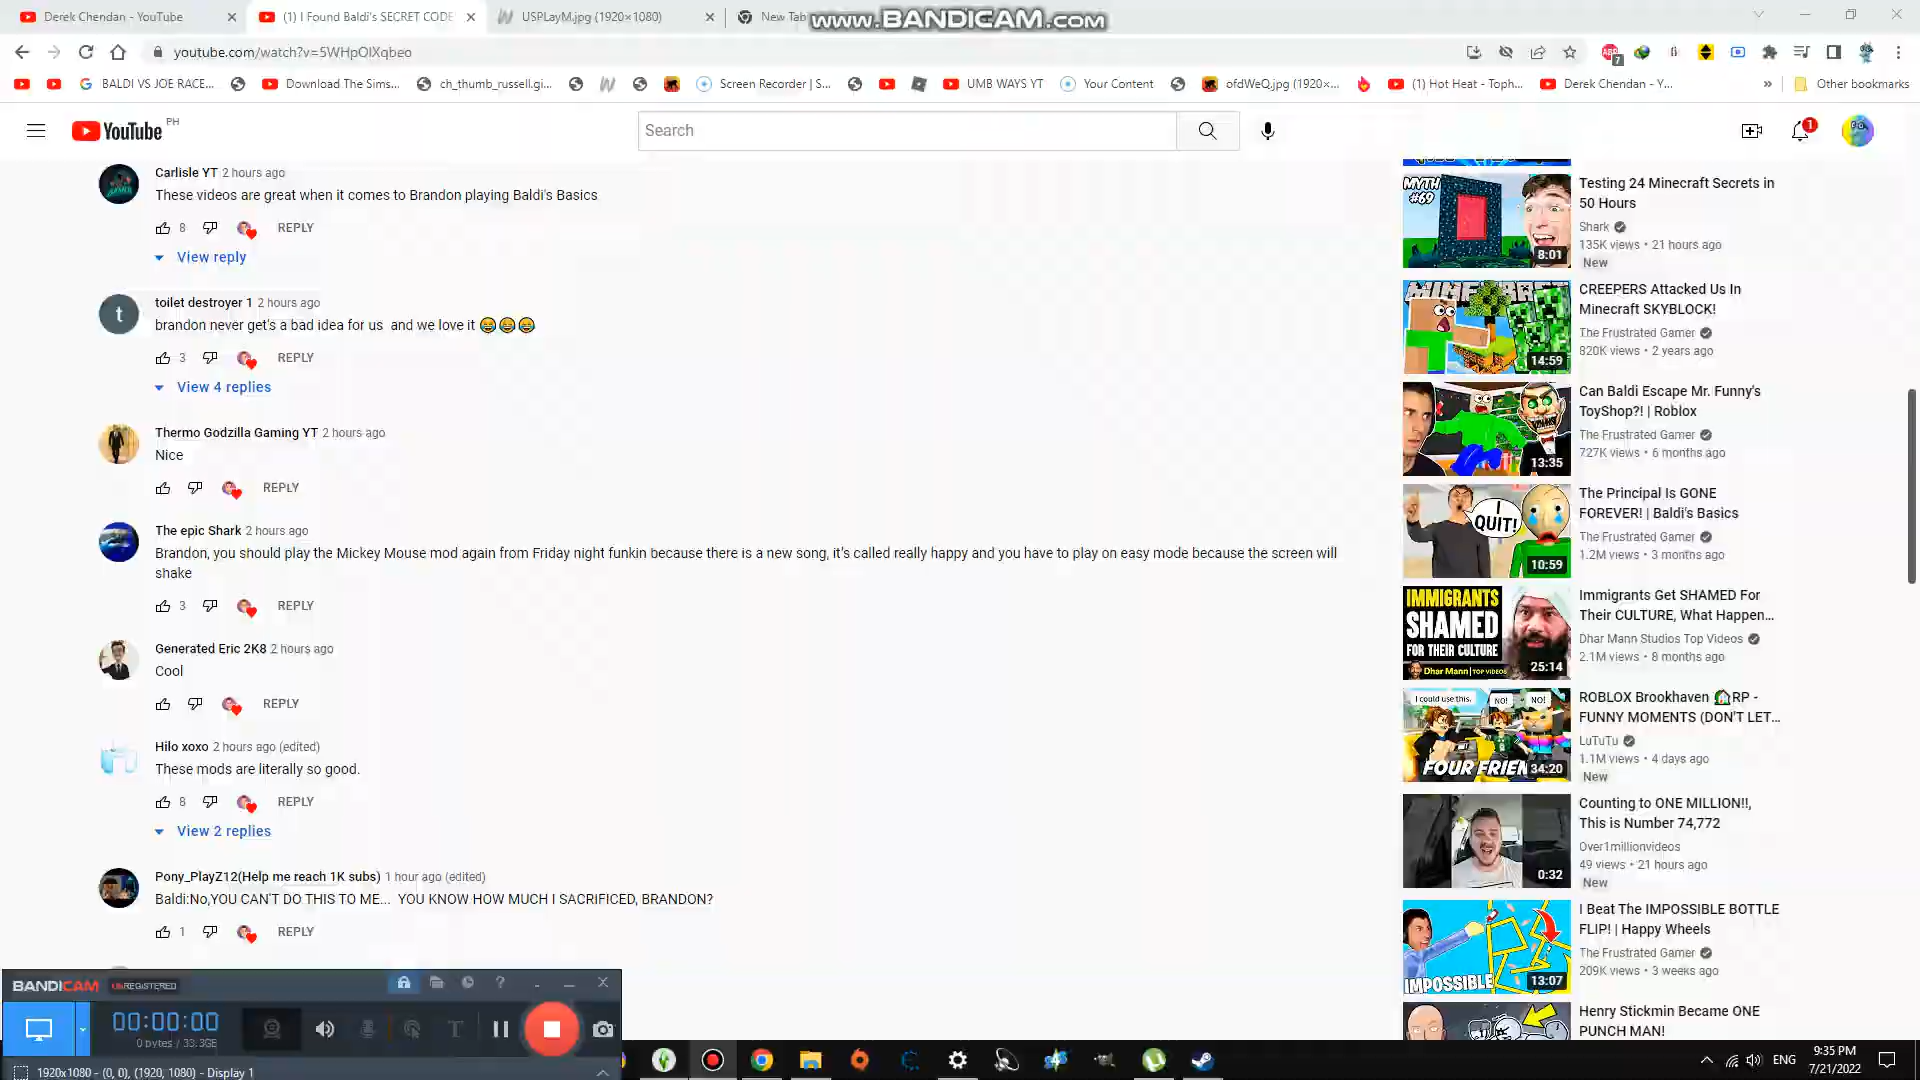 Derek Chendan - YouTube
(1) I Found Baldi's SECRET CODE
USPLayM.jpg (1920×1080)
New Tab
WWW.BANDICAM.COM
youtube.com/watch?v=5WHpOlXqbeo
7
BALDI VS JOE RACE...
Download The Sims...
ch_thumb_russell.gi...
Screen Recorder | S...
UMB WAYS YT
Your Content
ofdWeQ.jpg (1920×...
(1) Hot Heat - Toph...
Derek Chendan - Y...
»
Other bookmarks
YouTube PH
Search
1
Carlisle YT 2 hours ago
These videos are great when it comes to Brandon playing Baldi's Basics
8 REPLY
View reply
toilet destroyer 1 2 hours ago
brandon never get's a bad idea for us and we love it 😂😂😂
3 REPLY
View 4 replies
t
Thermo Godzilla Gaming YT 2 hours ago
Nice
REPLY
The epic Shark 2 hours ago
Brandon, you should play the Mickey Mouse mod again from Friday night funkin because there is a new song, it's called really happy and you have to play on easy mode because the screen will
shake
3 REPLY
Generated Eric 2K8 2 hours ago
Cool
REPLY
Hilo xoxo 2 hours ago (edited)
These mods are literally so good.
8 REPLY
View 2 replies
Pony_PlayZ12(Help me reach 1K subs) 1 hour ago (edited)
Baldi:No,YOU CAN'T DO THIS TO ME... YOU KNOW HOW MUCH I SACRIFICED, BRANDON?
1 REPLY
MYTH
#69
8:01
Testing 24 Minecraft Secrets in
50 Hours
Shark
135K views • 21 hours ago
New
MINECRAFT
14:59
CREEPERS Attacked Us In
Minecraft SKYBLOCK!
The Frustrated Gamer
820K views • 2 years ago
13:35
Can Baldi Escape Mr. Funny's
ToyShop?! | Roblox
The Frustrated Gamer
727K views • 6 months ago
I
QUIT!
10:59
The Principal Is GONE
FOREVER! | Baldi's Basics
The Frustrated Gamer
1.2M views • 3 months ago
IMMIGRANTS
SHAMED
FOR THEIR CULTURE
Dhar Mann | TOP VIDEOS
25:14
Immigrants Get SHAMED For
Their CULTURE, What Happen...
Dhar Mann Studios Top Videos
2.1M views • 8 months ago
I could use this.
NO!
NO!
FOUR FRIEN
34:20
ROBLOX Brookhaven 🏠RP -
FUNNY MOMENTS (DON'T LET...
LuTuTu
1.1M views • 4 days ago
New
0:32
Counting to ONE MILLION!!,
This is Number 74,772
Over1millionvideos
49 views • 21 hours ago
New
IMPOSSIBLE
13:07
I Beat The IMPOSSIBLE BOTTLE
FLIP! | Happy Wheels
The Frustrated Gamer
209K views • 3 weeks ago
Henry Stickmin Became ONE
PUNCH MAN!
BANDICAM UNREGISTERED
?
00:00:00
0 bytes / 33.3GB
T
1920x1080 - (0, 0), (1920, 1080) - Display 1
ENG
9:35 PM
7/21/2022